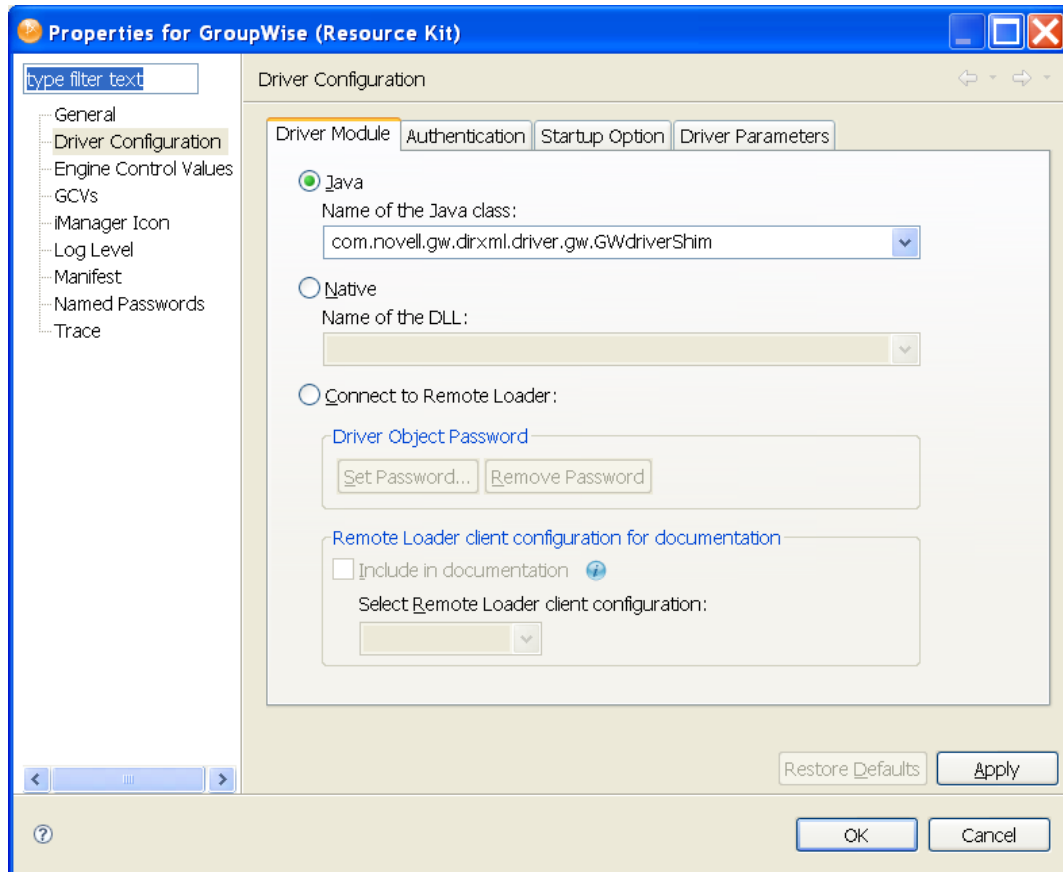 Properties for GroupWise (Resource Kit)
type filter text
General
Driver Configuration
Engine Control Values
GCVs
iManager Icon
Log Level
Manifest
Named Passwords
Trace
Driver Configuration
Driver Module
Authentication
Startup Option
Driver Parameters
Java
Name of the Java class:
com.novell.gw.dirxml.driver.gw.GWdriverShim
Native
Name of the DLL:
Connect to Remote Loader:
Driver Object Password
Set Password...
Remove Password
Remote Loader client configuration for documentation
Include in documentation
Select Remote Loader client configuration:
Restore Defaults
Apply
OK
Cancel